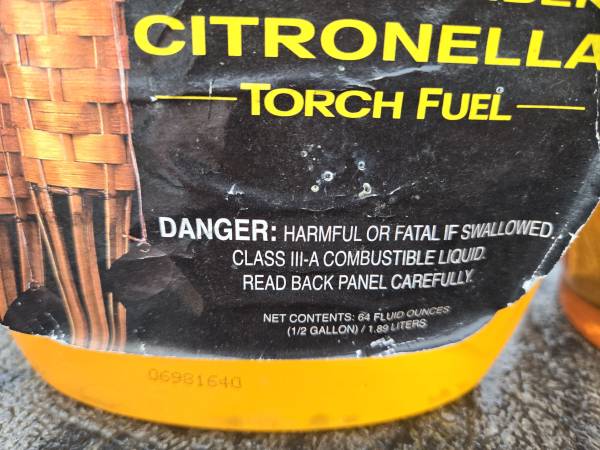 CITRONELLA
TORCH FUEL
DANGER: HARMFUL OR FATAL IF SWALLOWED
CLASS III-A COMBUSTIBLE LIQUID.
READ BACK PANEL CAREFULLY.
NET CONTENTS: 64 FLUID OUNCES
(1/2 GALLON) / 1.89 LITERS
06981640